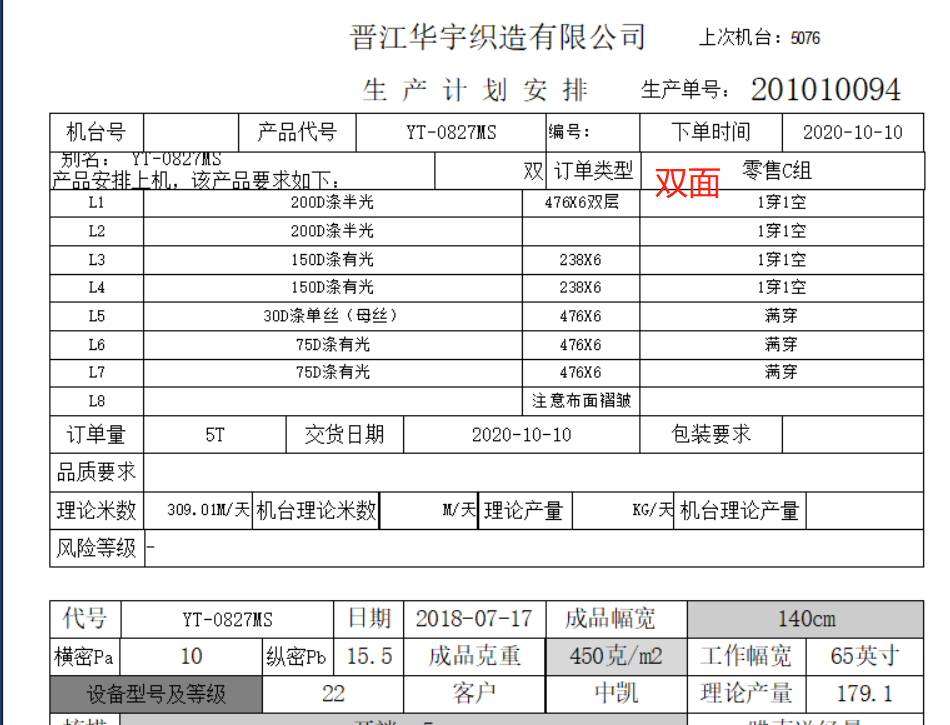 晋江华宇织造有限公司 上次机台：5076
生产计划安排 生产单号： 201010094
机台号 产品代号 YT-0827MS 编号： 下单时间 2020-10-10
别名： YT-0827MS
产品安排上机，该产品要求如下： 双 订单类型 双面 零售C组
L1 200D涤半光 476X6双层 1穿1空
L2 200D涤半光 1穿1空
L3 150D涤有光 238X6 1穿1空
L4 150D涤有光 238X6 1穿1空
L5 30D涤单丝（母丝） 476X6 满穿
L6 75D涤有光 476X6 满穿
L7 75D涤有光 476X6 满穿
L8 注意布面褶皱
订单量 5T 交货日期 2020-10-10 包装要求
品质要求
理论米数 309.01M/天 机台理论米数 M/天 理论产量 KG/天 机台理论产量
风险等级 -
代号 YT-0827MS 日期 2018-07-17 成品幅宽 140cm
横密Pa 10 纵密Pb 15.5 成品克重 450克/m2 工作幅宽 65英寸
设备型号及等级 22 客户 中凯 理论产量 179.1